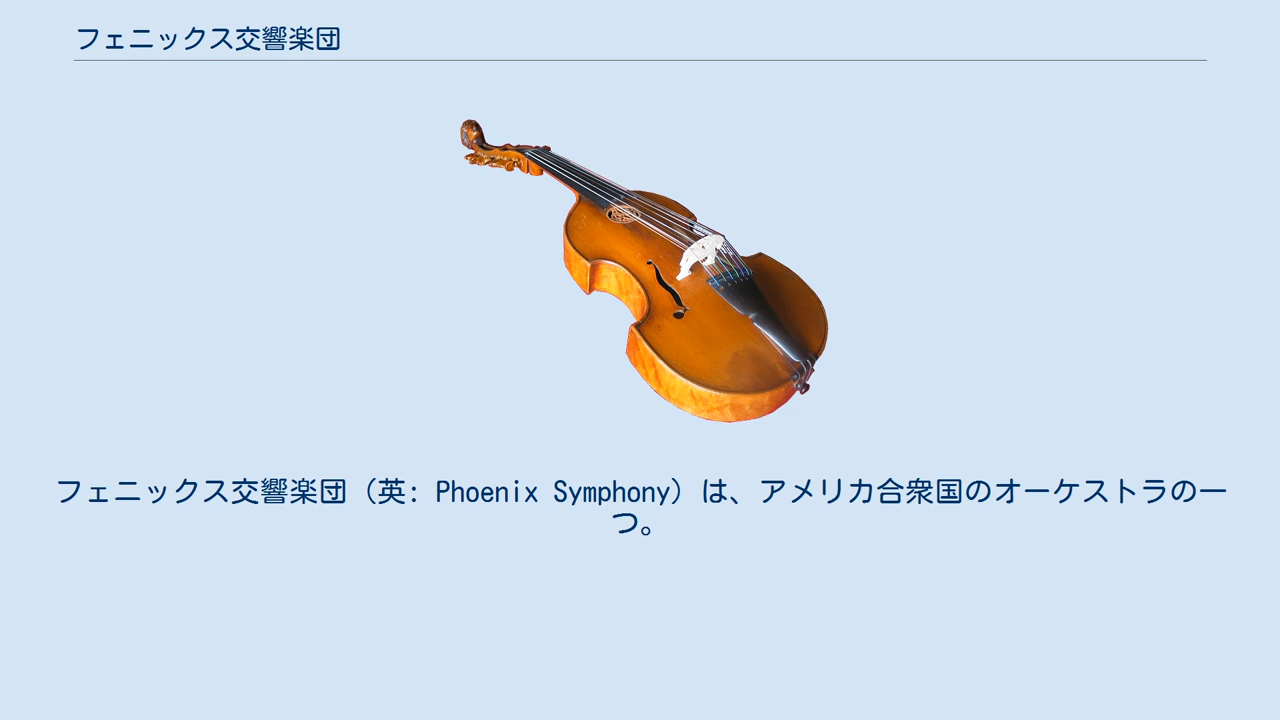 フェニックス交響楽団
フェニックス交響楽団（英: Phoenix Symphony）は、アメリカ合衆国のオーケストラの一
つ。